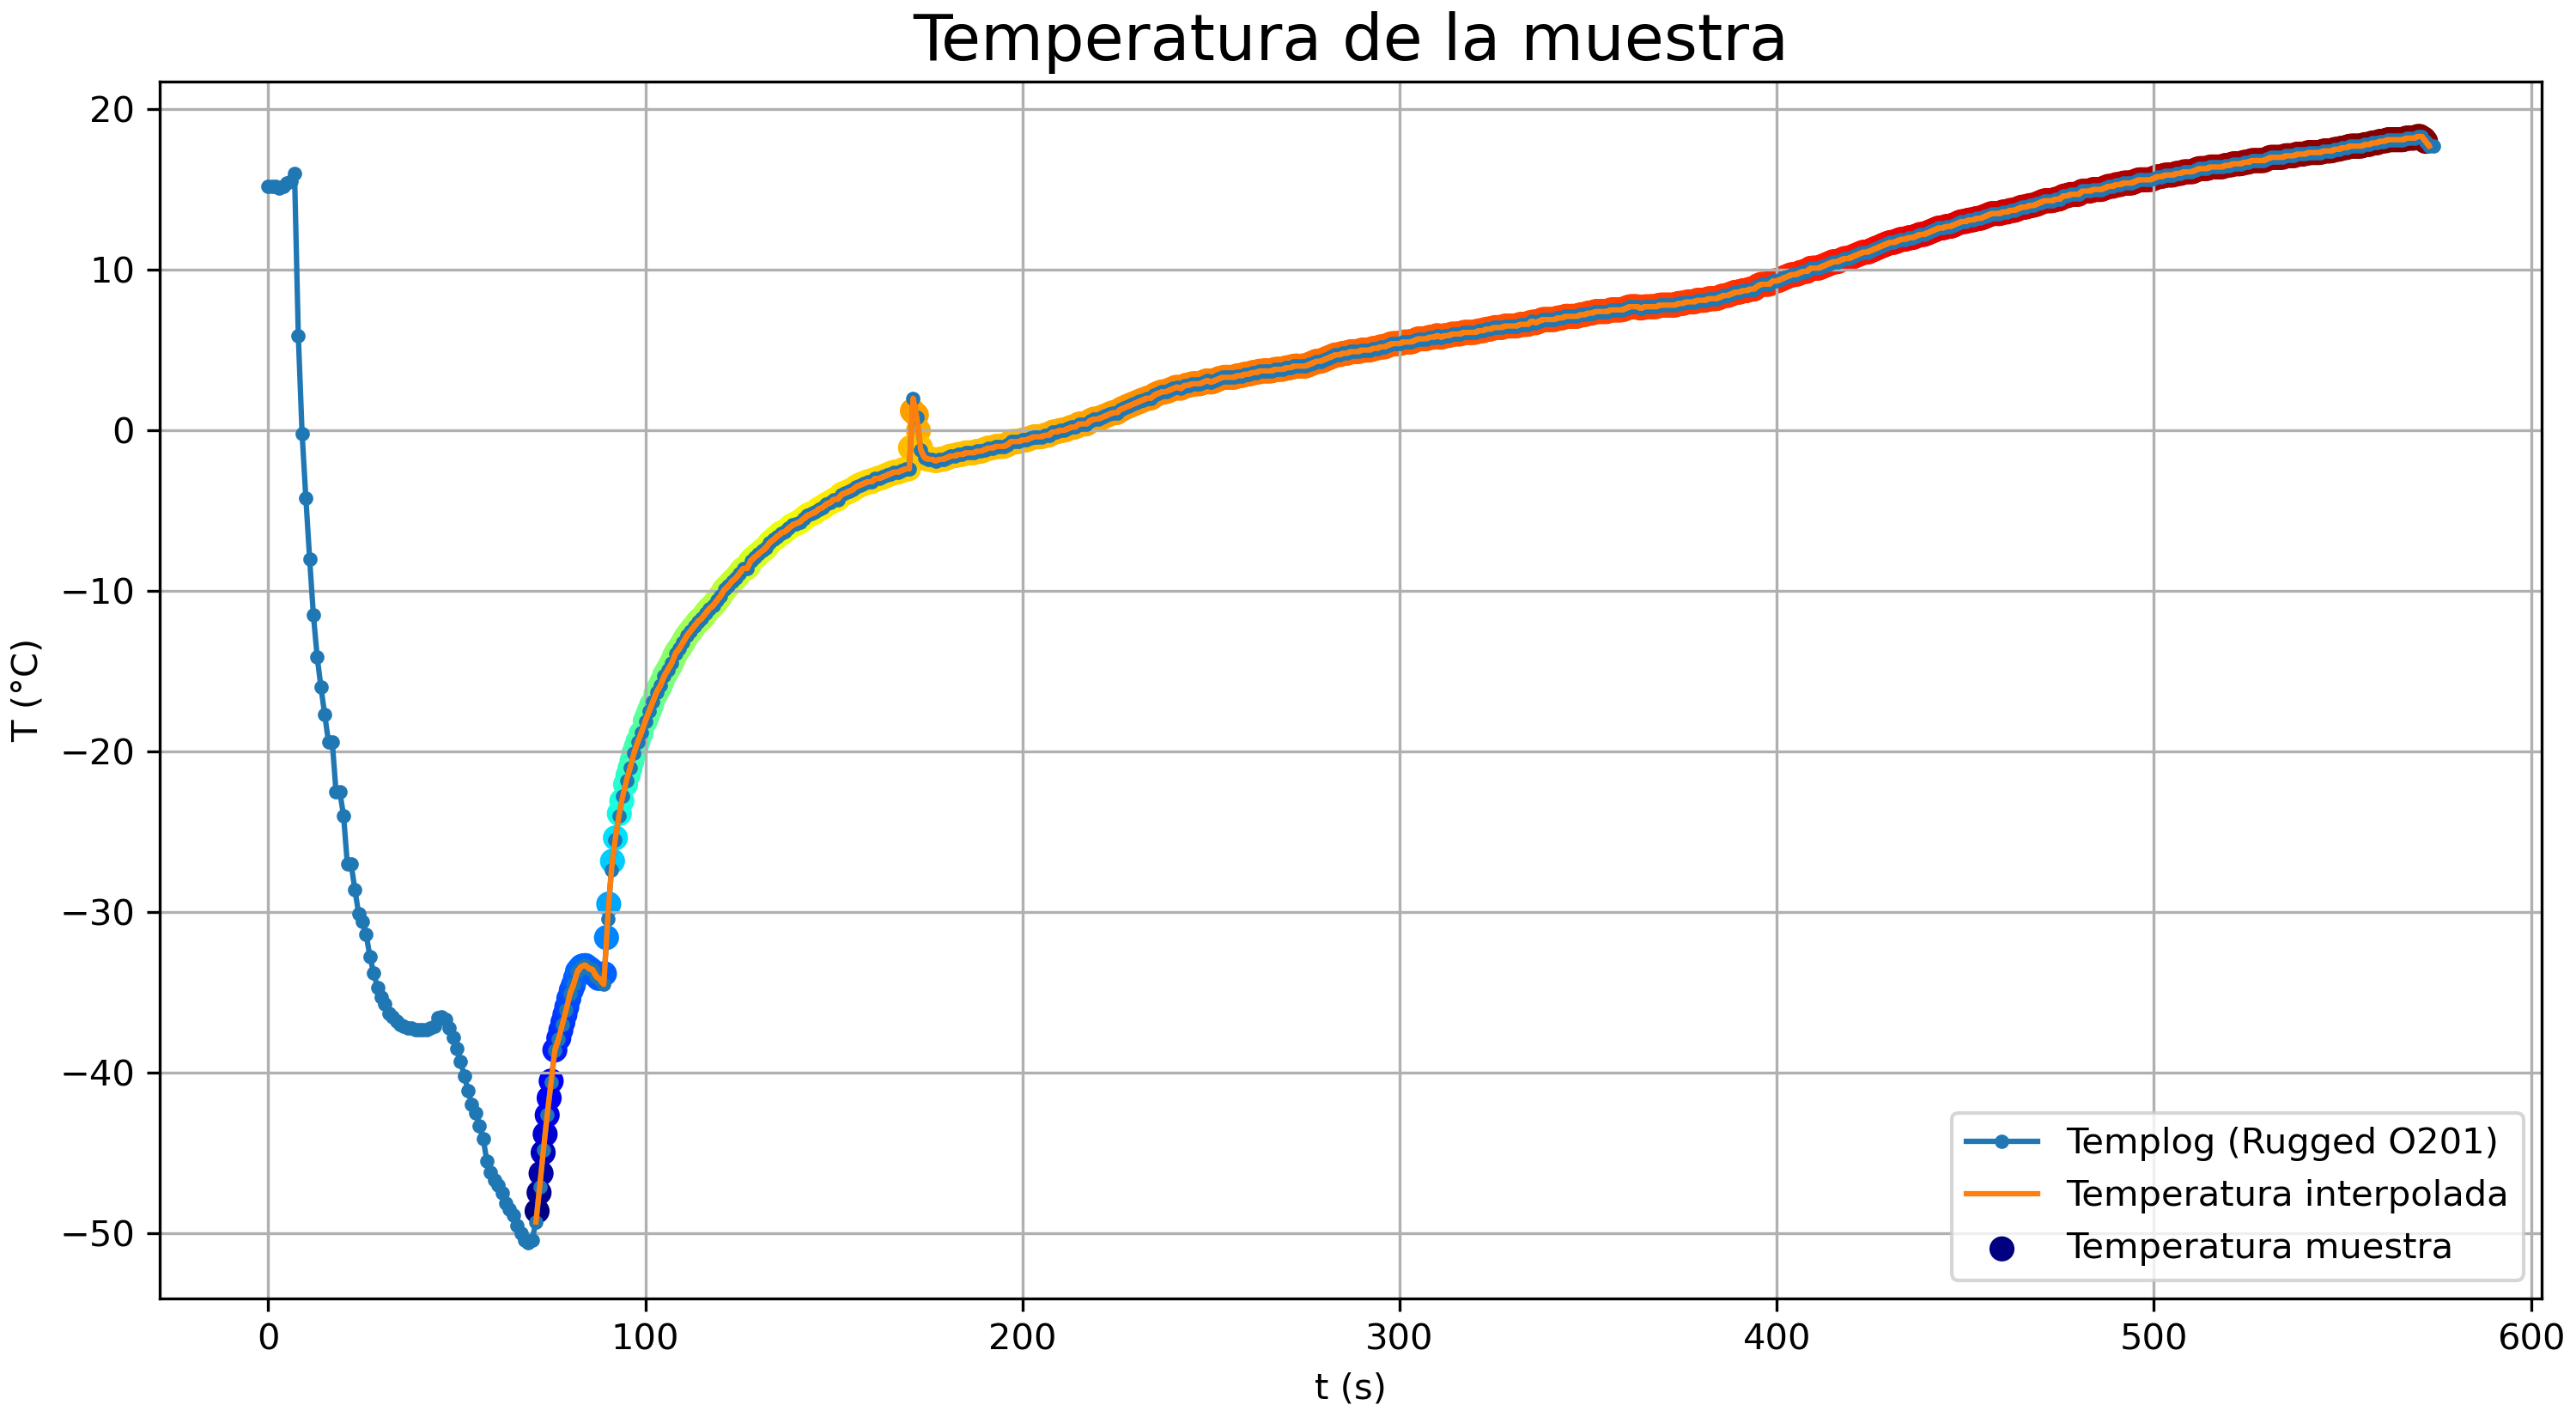 Temperatura de la muestra
20
10
0
−10
−20
−30
−40
−50
T (°C)
Templog (Rugged O201)
Temperatura interpolada
Temperatura muestra
0 100 200 300 400 500 600
t (s)